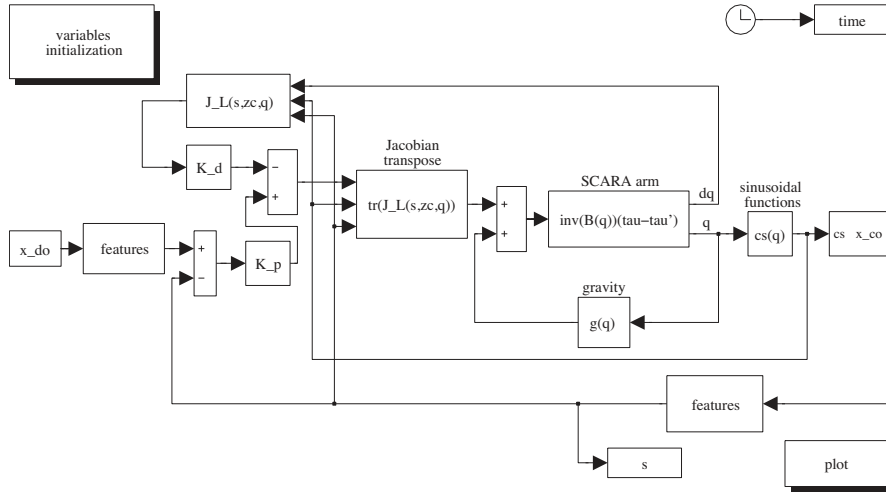 variables
initialization
time
J_L(s,zc,q)
Jacobian
transpose
K_d
−
+
SCARA arm
tr(J_L(s,zc,q))
+
+
inv(B(q))(tau−tau’)
dq
q
sinusoidal
functions
cs(q)
cs x_co
x_do
features
+
−
K_p
gravity
g(q)
features
s
plot